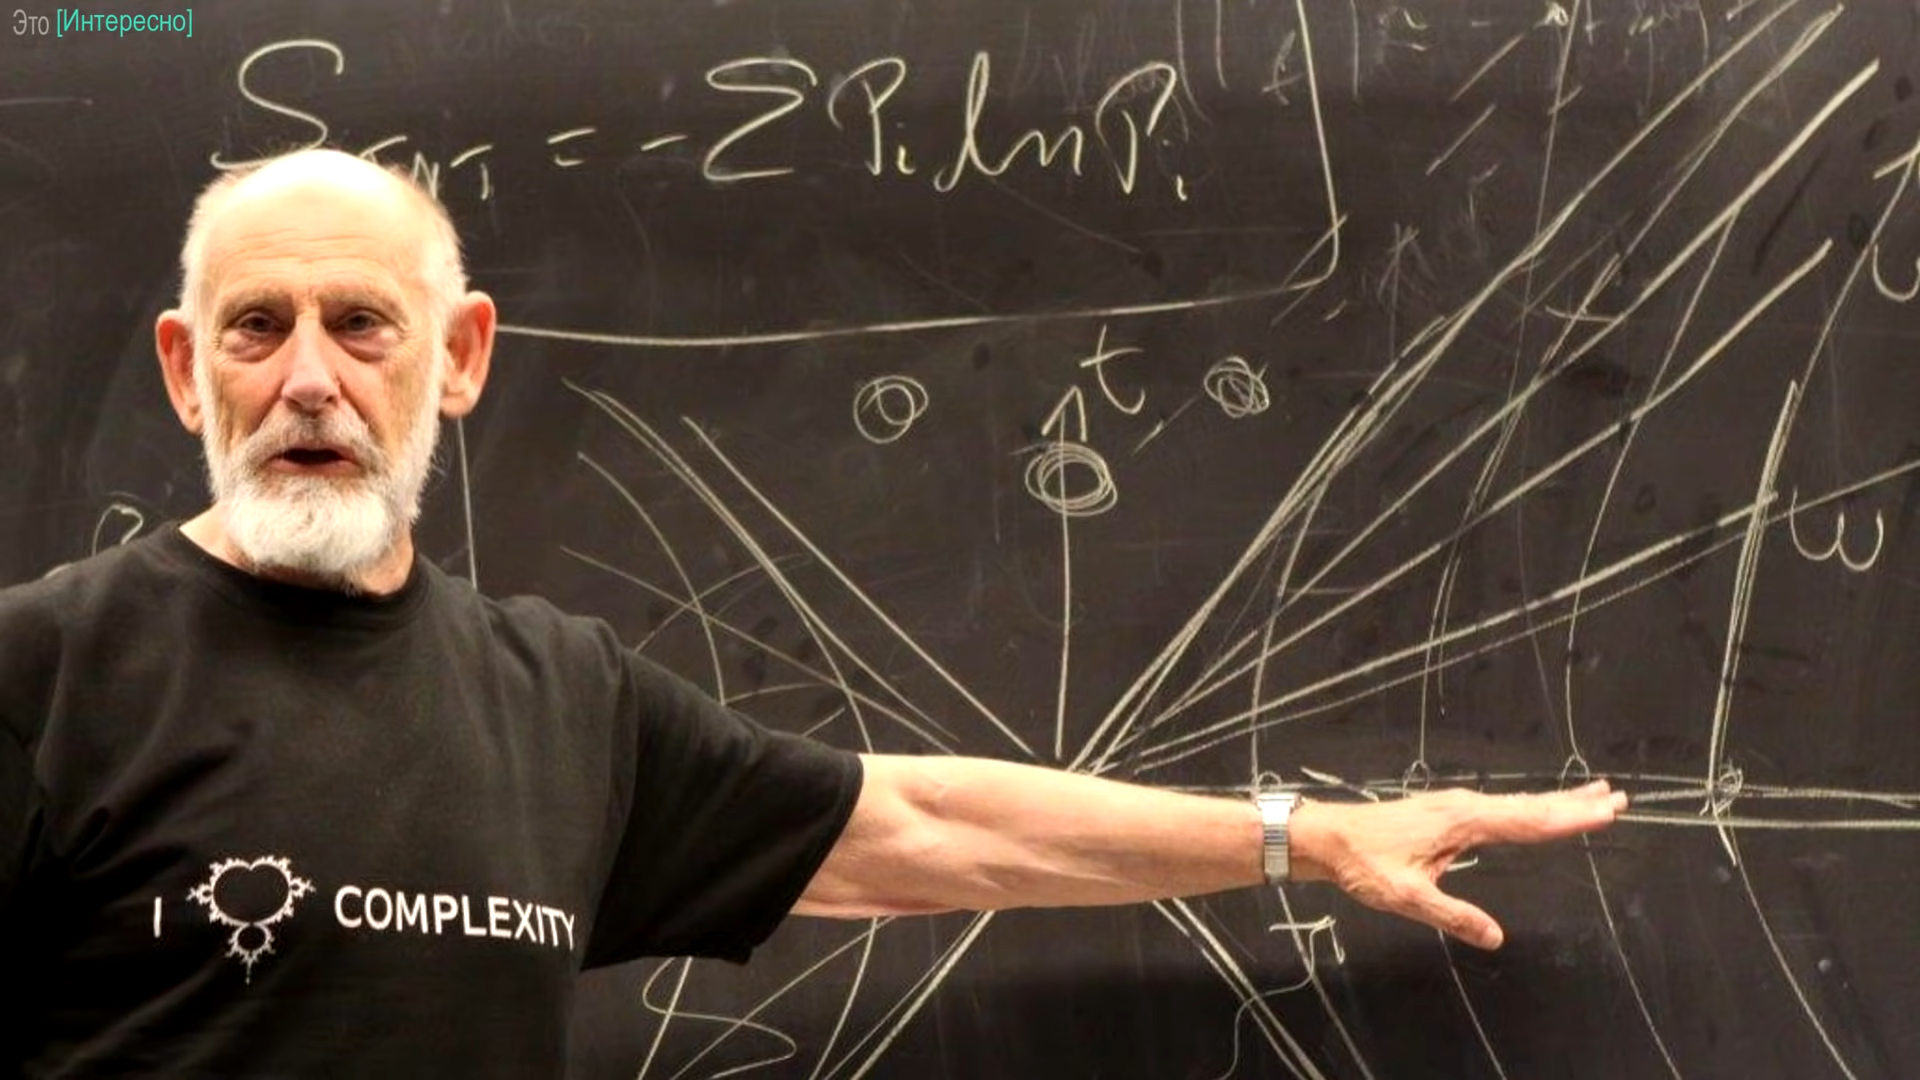 Это [Интересно]
S_ENT = - Σ P_i ln P_i
t
ω
I COMPLEXITY